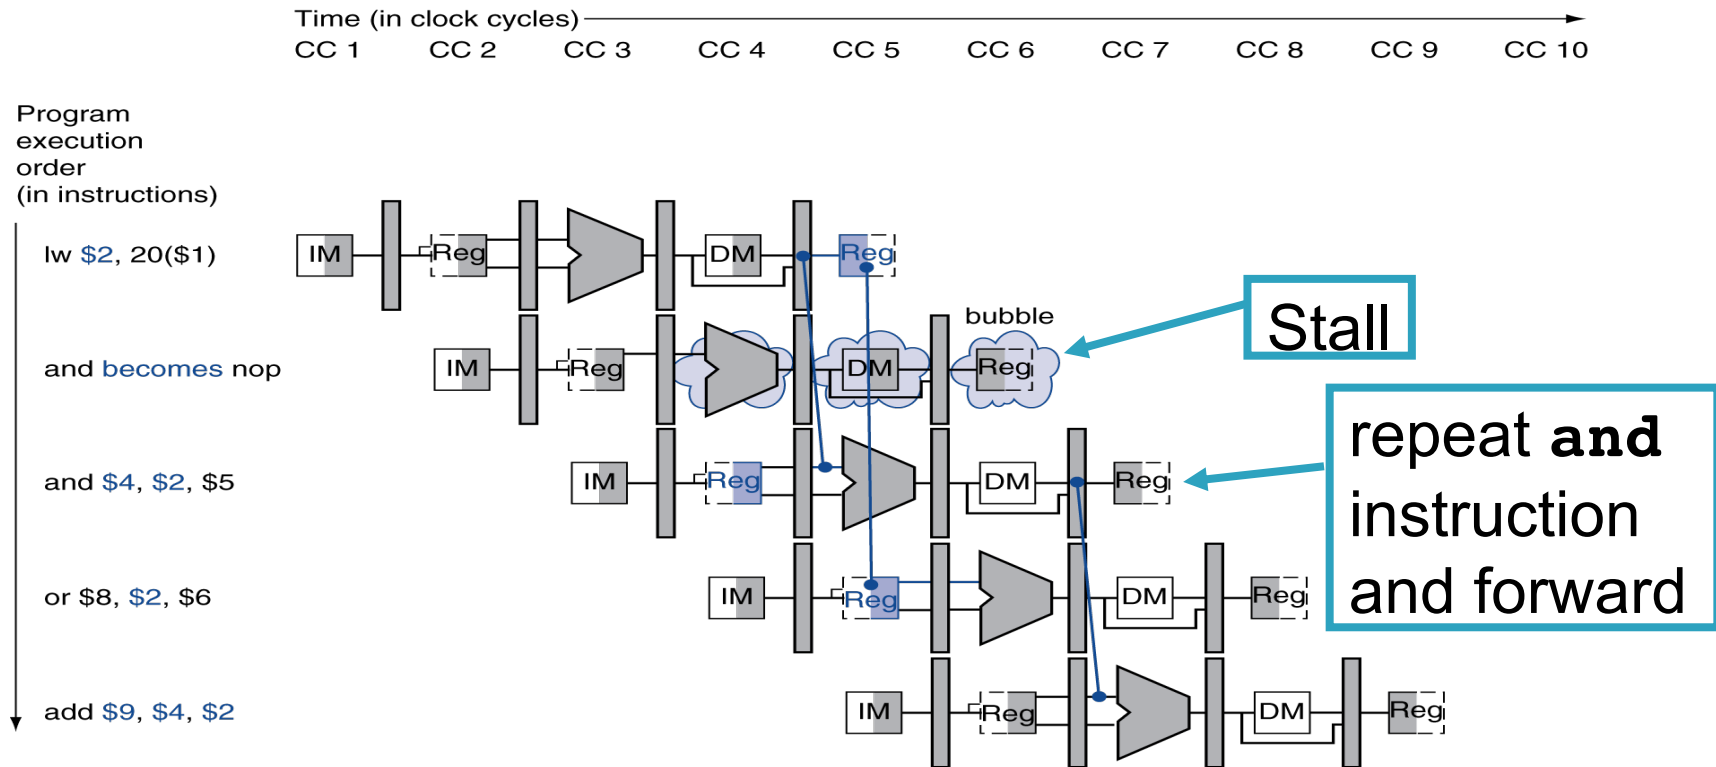 Time (in clock cycles)
CC 1 CC 2 CC 3 CC 4 CC 5 CC 6 CC 7 CC 8 CC 9 CC 10
Program
execution
order
(in instructions)
lw $2, 20($1)
IM Reg DM Reg
bubble
Stall
and becomes nop
IM Reg DM Reg
repeat and
instruction
and forward
and $4, $2, $5
IM Reg DM Reg
or $8, $2, $6
IM Reg DM Reg
add $9, $4, $2
IM Reg DM Reg